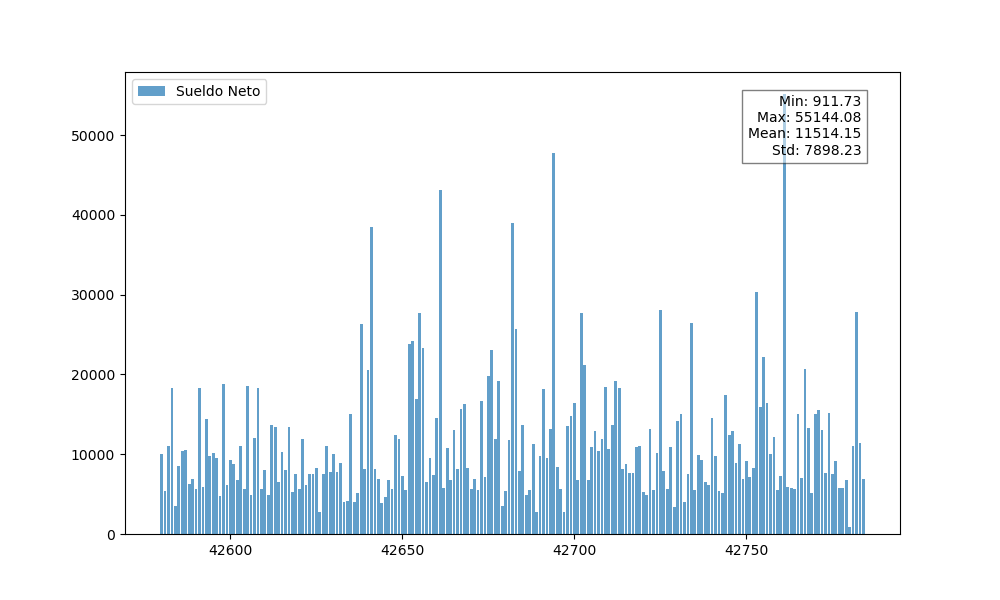 Sueldo Neto
Min: 911.73
Max: 55144.08
Mean: 11514.15
Std: 7898.23
50000
40000
30000
20000
10000
0
42600 42650 42700 42750